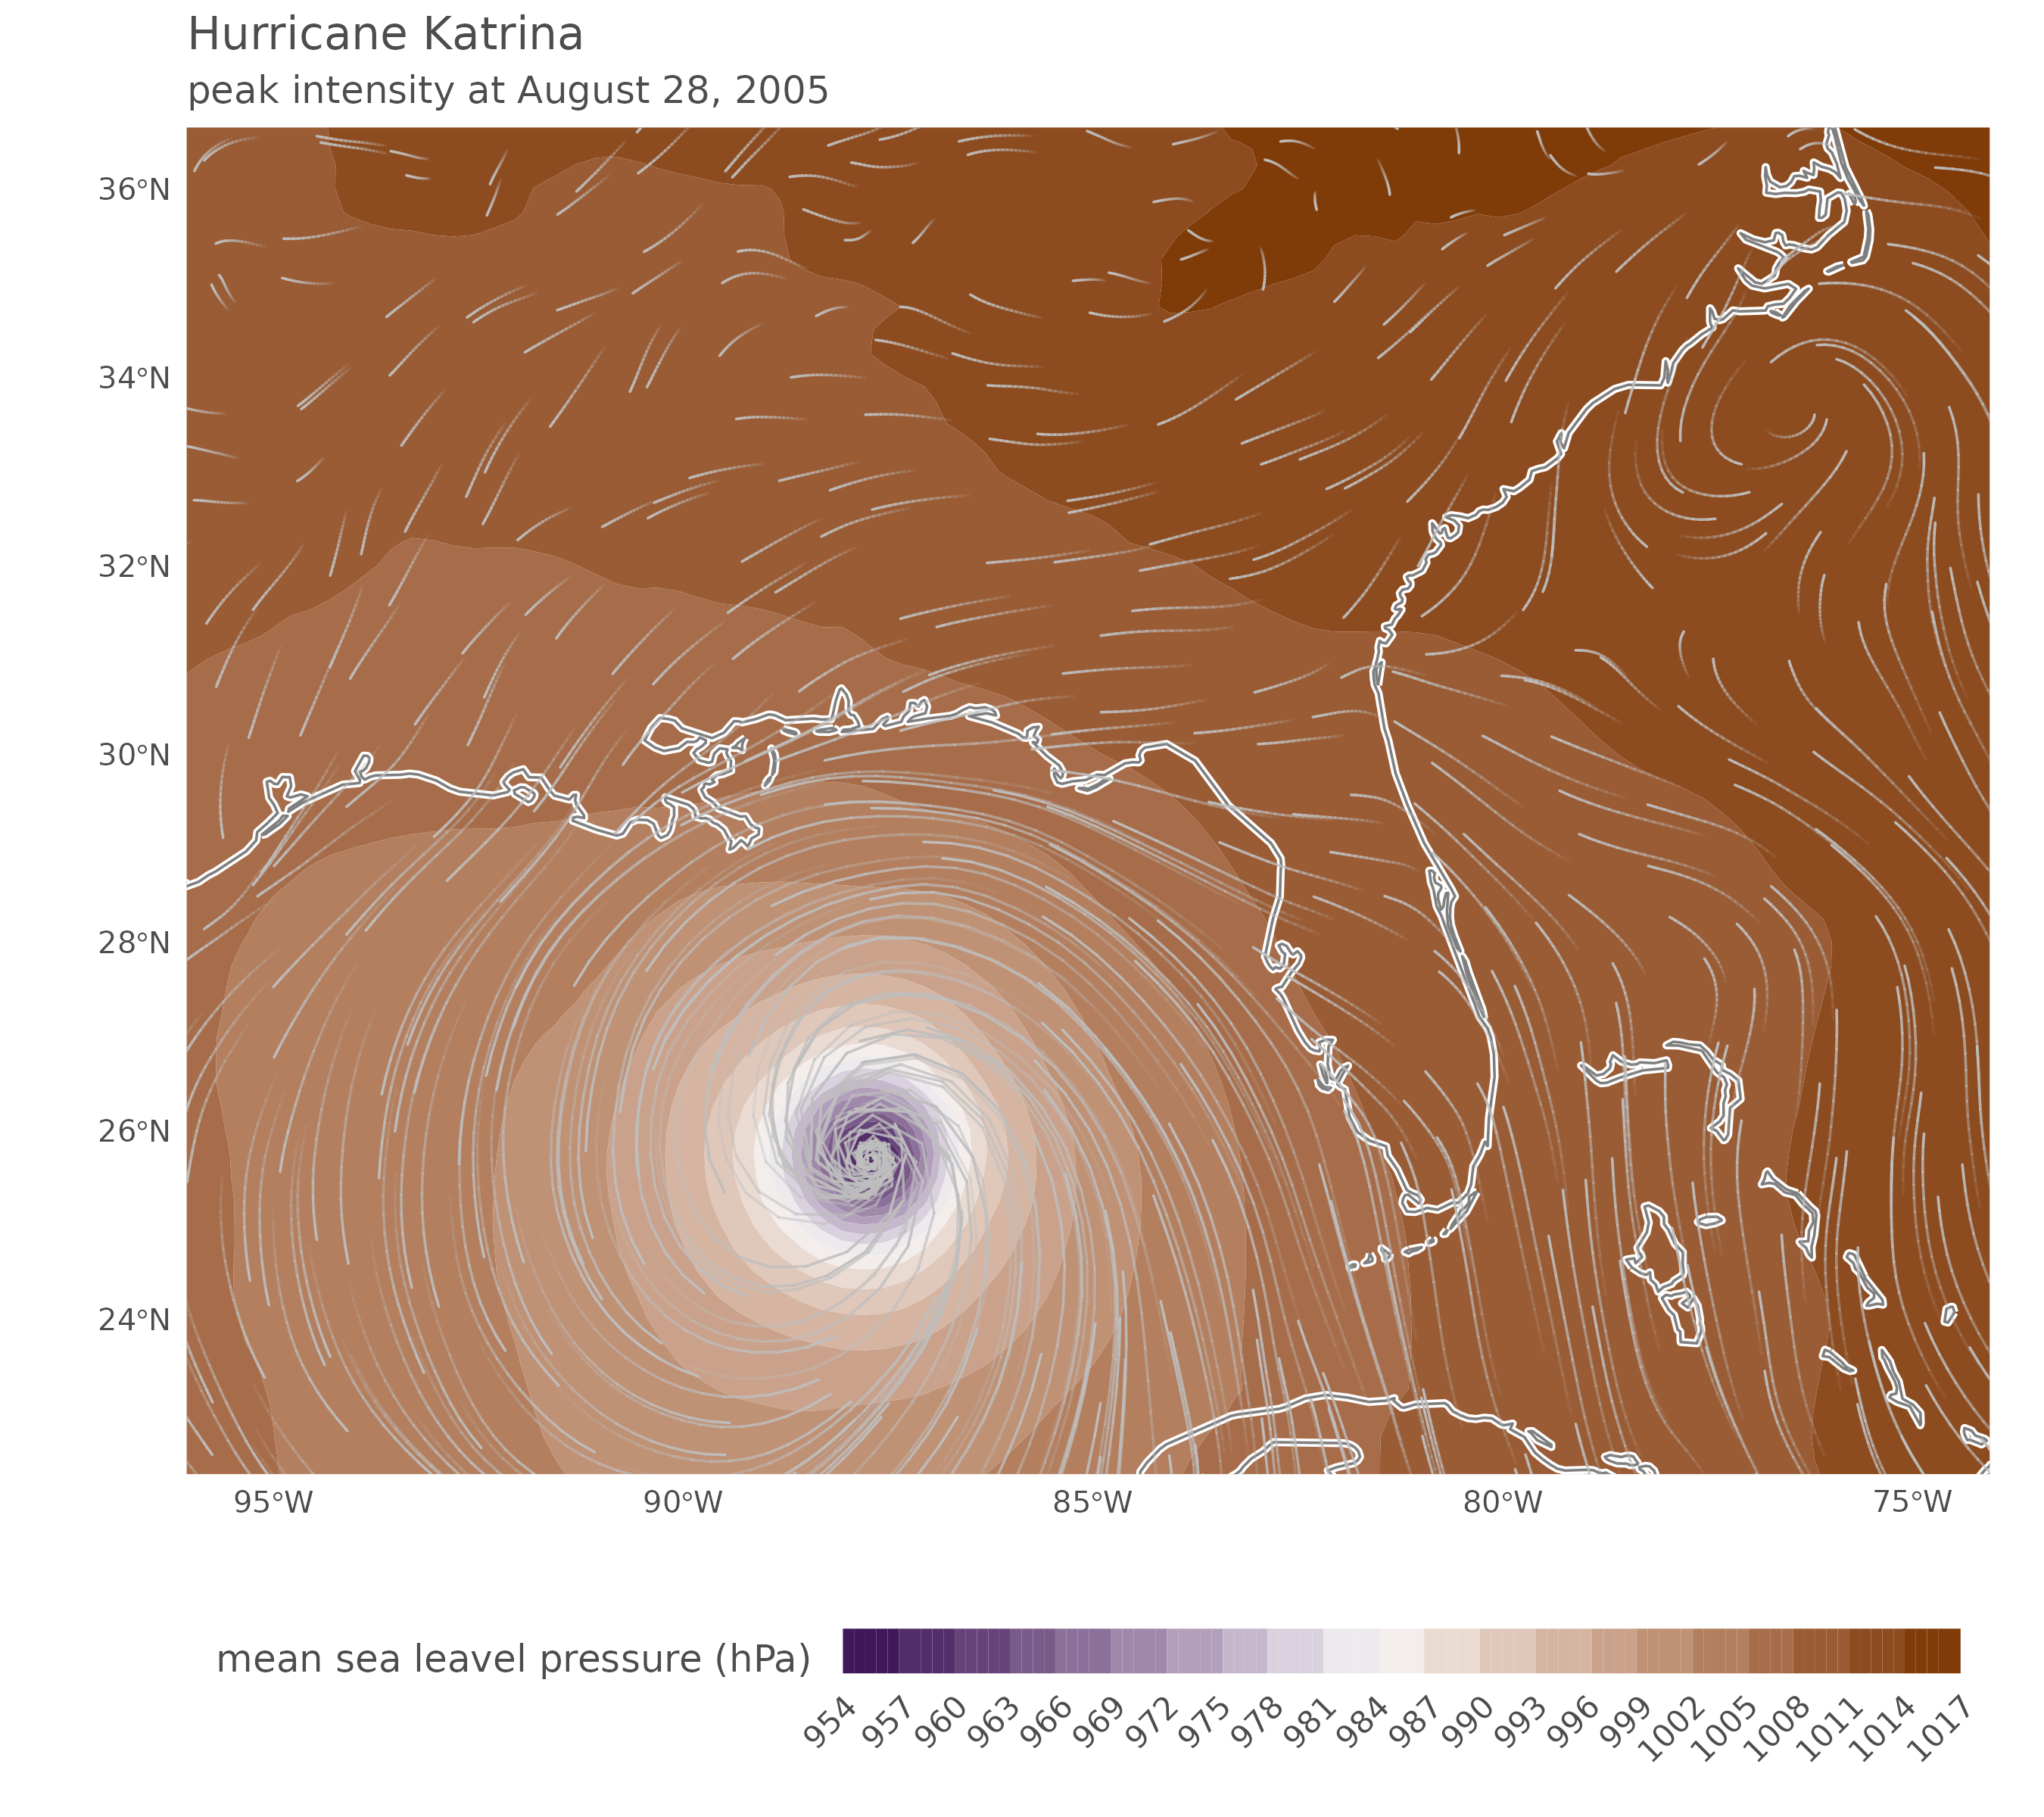 Hurricane Katrina
peak intensity at August 28, 2005
36°N
34°N
32°N
30°N
28°N
26°N
24°N
95°W 90°W 85°W 80°W 75°W
mean sea leavel pressure (hPa)
954 957 960 963 966 969 972 975 978 981 984 987 990 993 996 999 1002 1005 1008 1011 1014 1017